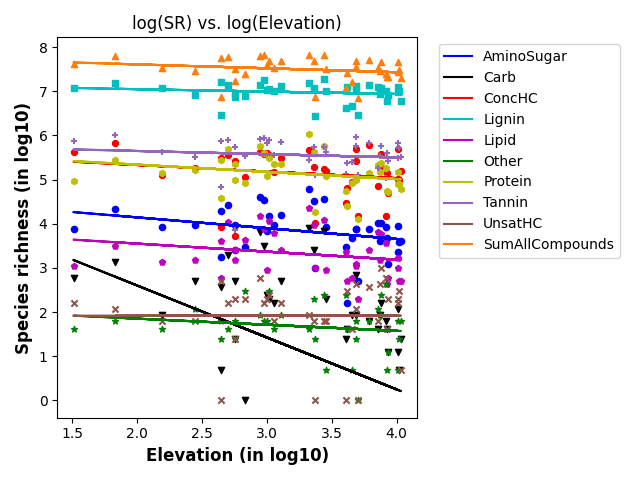 log(SR) vs. log(Elevation)
Species richness (in log10)
8
7
6
5
4
3
2
1
0
1.5 2.0 2.5 3.0 3.5 4.0
Elevation (in log10)
AminoSugar
Carb
ConcHC
Lignin
Lipid
Other
Protein
Tannin
UnsatHC
SumAllCompounds